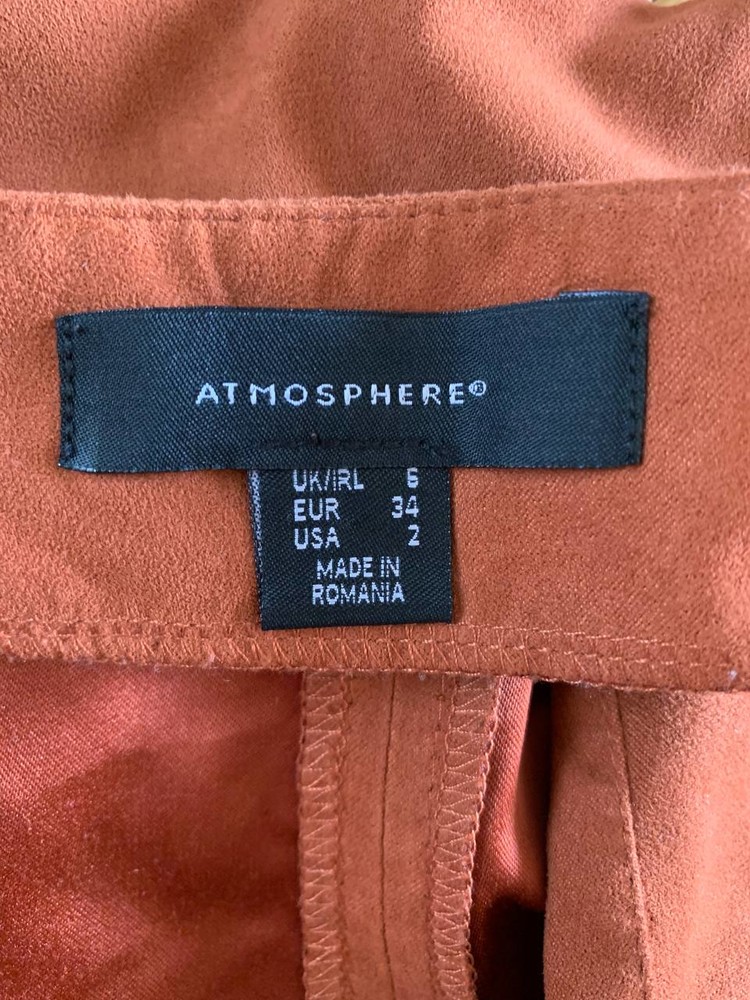 ATMOSPHERE®
UK/IRL 6
EUR 34
USA 2
MADE IN
ROMANIA